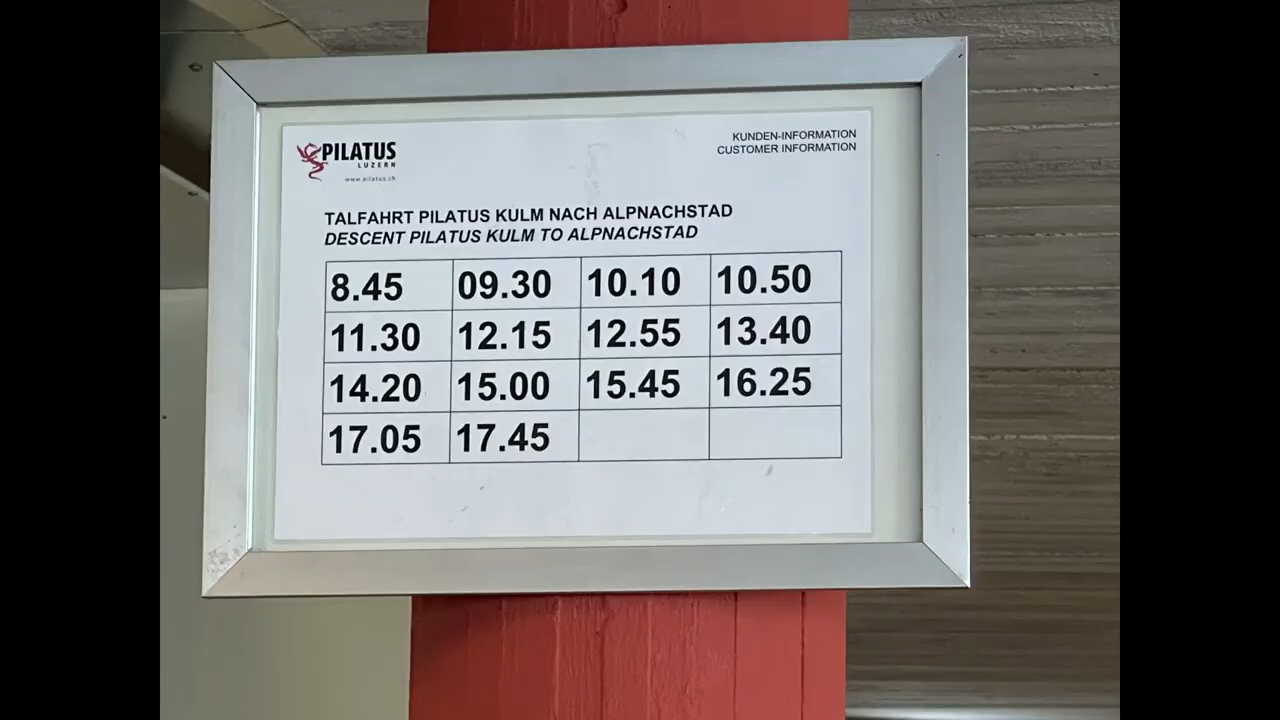 PILATUS
LUZERN
www.pilatus.ch
KUNDEN-INFORMATION
CUSTOMER INFORMATION
TALFAHRT PILATUS KULM NACH ALPNACHSTAD
DESCENT PILATUS KULM TO ALPNACHSTAD
8.45 09.30 10.10 10.50
11.30 12.15 12.55 13.40
14.20 15.00 15.45 16.25
17.05 17.45